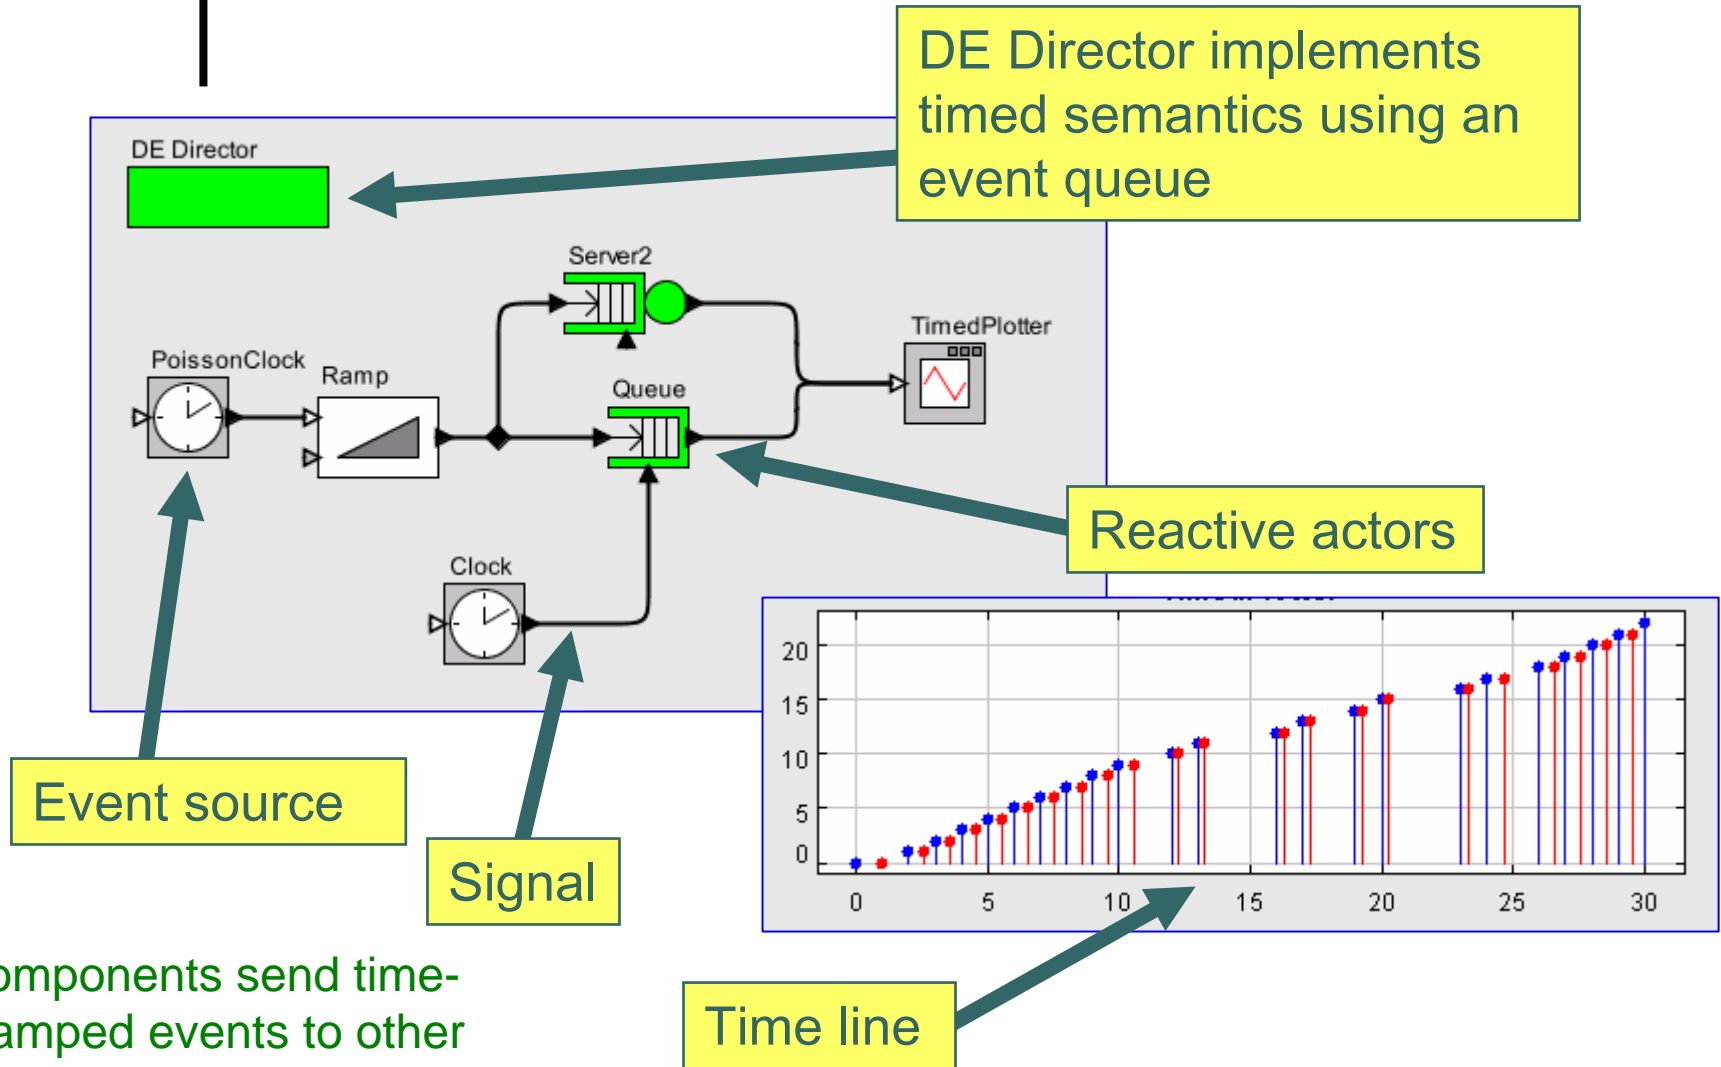 DE Director implements
timed semantics using an
event queue
DE Director
Server2
TimedPlotter
PoissonClock
Ramp
Queue
Reactive actors
Clock
20
15
10
5
0
0 5 10 15 20 25 30
Event source
Signal
omponents send time-
amped events to other
Time line